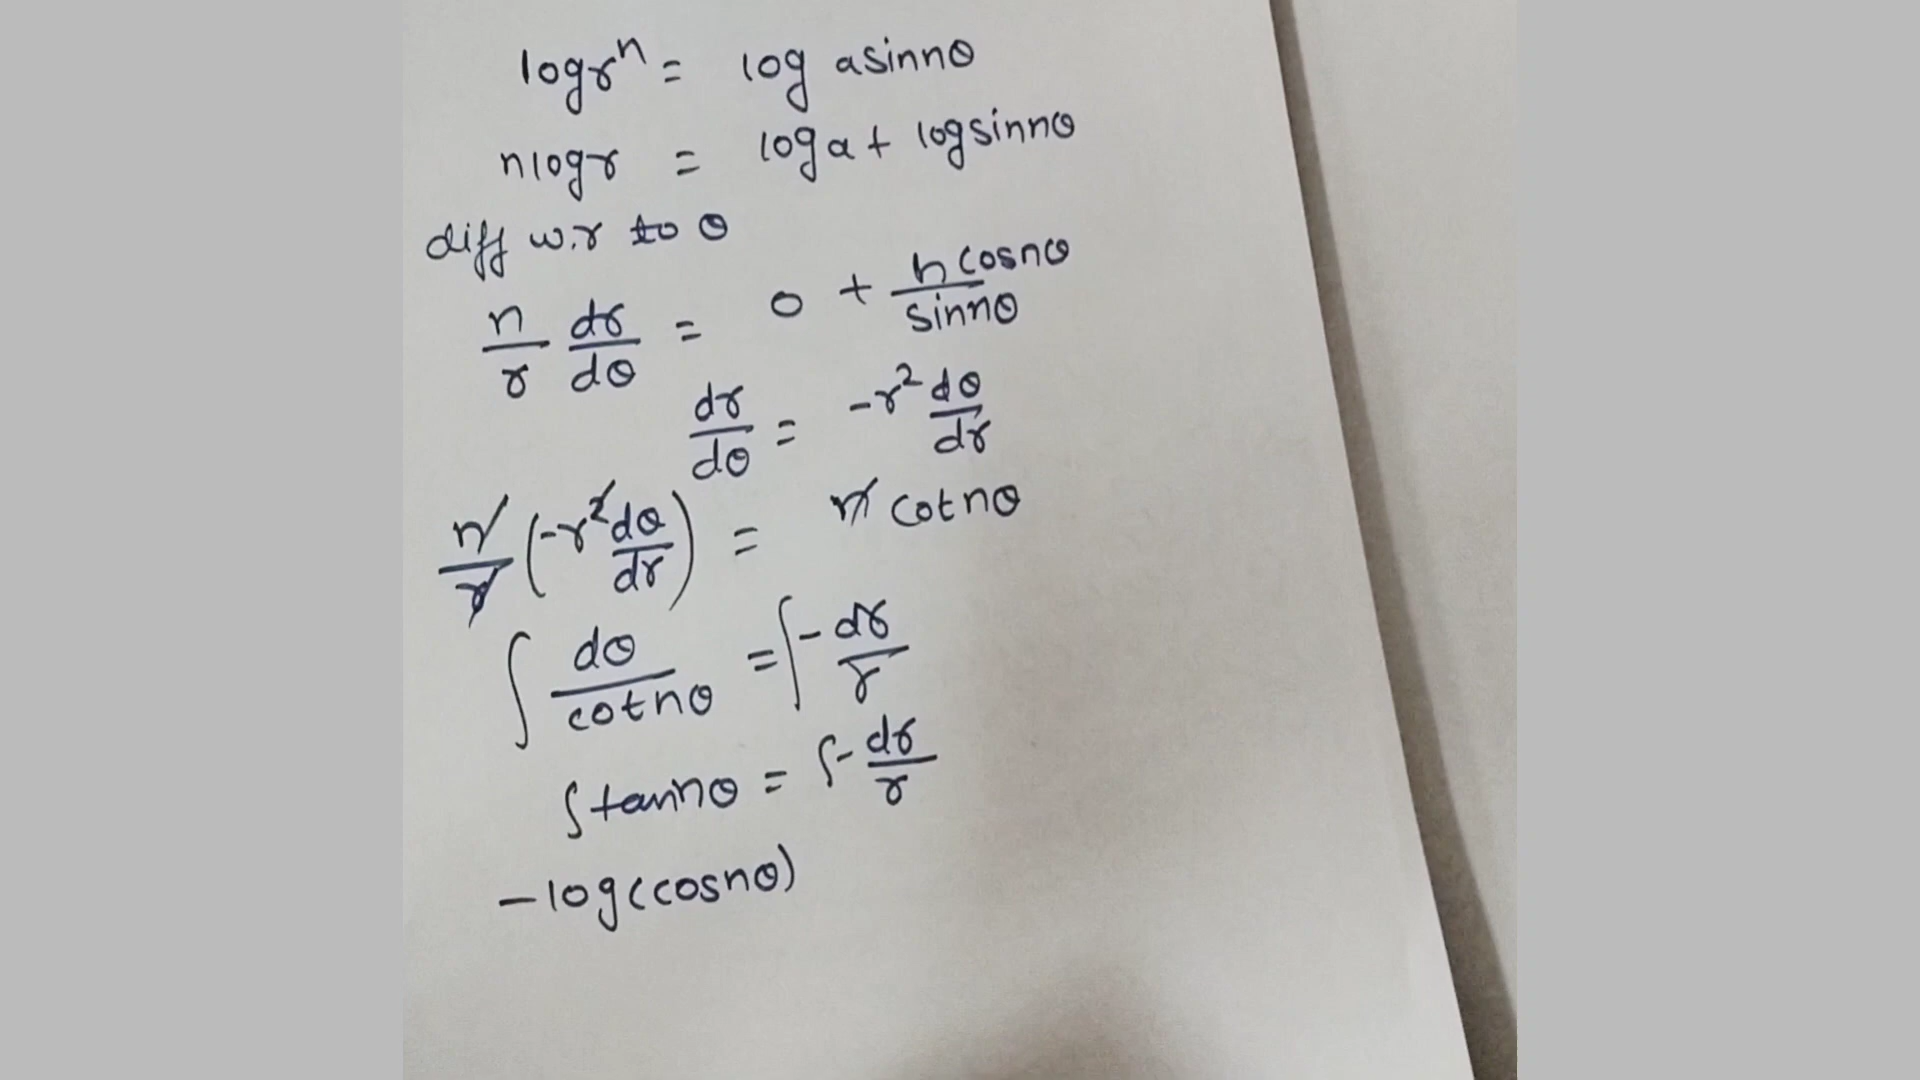 log rⁿ = log a sin nθ
n log r = log a + log sin nθ
diff w.r to θ
n/r dr/dθ = 0 + n cos nθ / sin nθ
dr/dθ = -r² dθ/dr
n/r (-r² dθ/dr) = n cot nθ
∫ dθ / cot nθ = ∫ - dr/r
∫ tan nθ = ∫ - dr/r
- log(cos nθ)